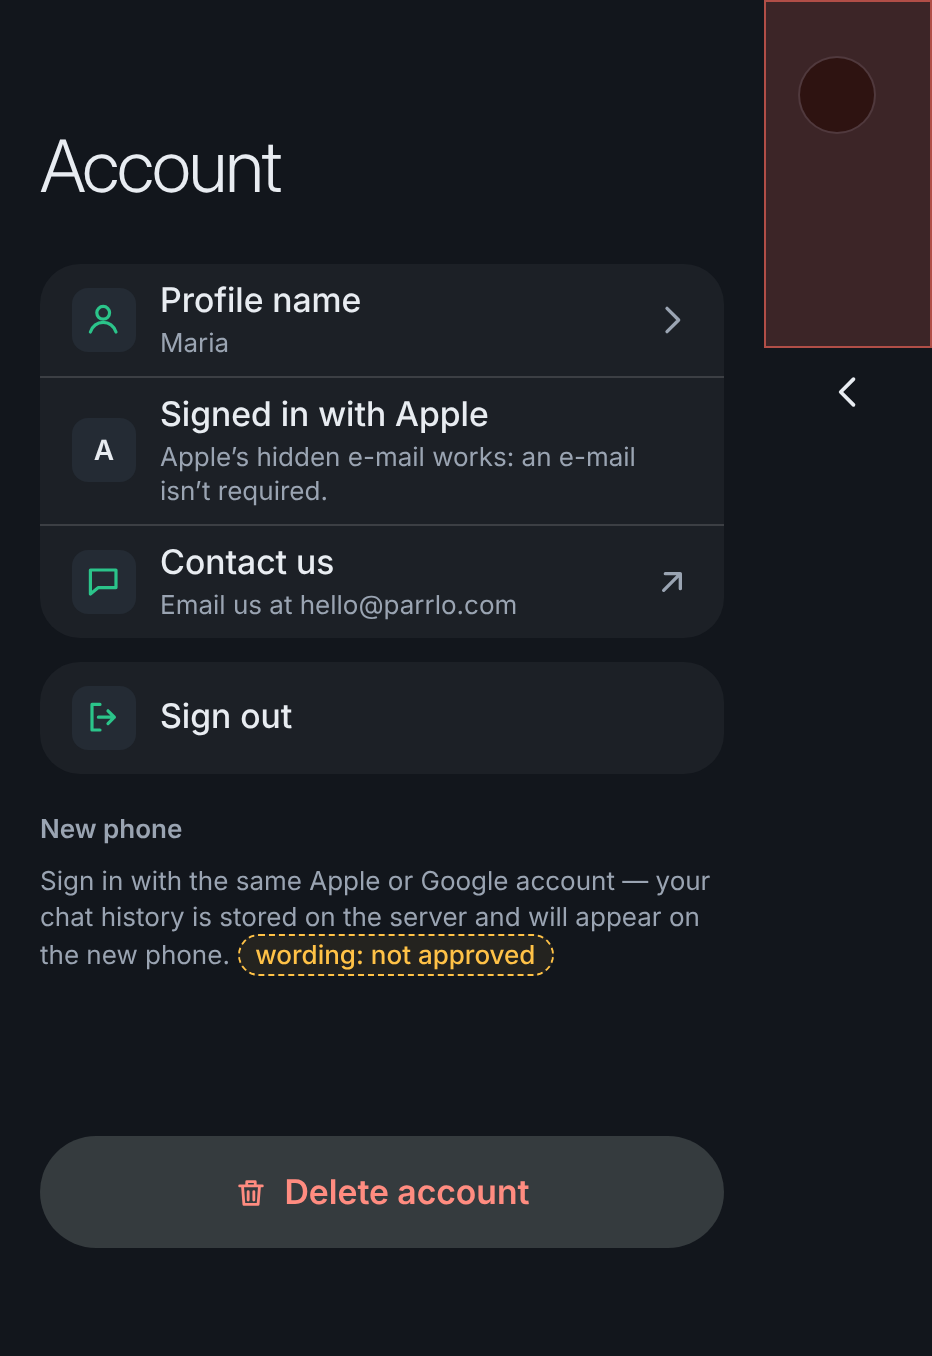 Account
Profile name
Maria
Signed in with Apple
A
Apple’s hidden e-mail works: an e-mail
isn’t required.
Contact us
Email us at hello@parrlo.com
Sign out
New phone
Sign in with the same Apple or Google account — your
chat history is stored on the server and will appear on
the new phone. wording: not approved
Delete account